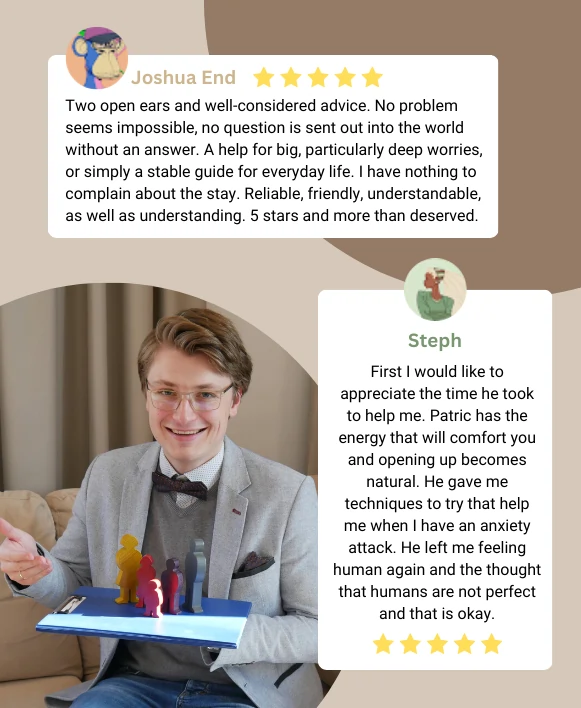 Joshua End
Two open ears and well-considered advice. No problem
seems impossible, no question is sent out into the world
without an answer. A help for big, particularly deep worries,
or simply a stable guide for everyday life. I have nothing to
complain about the stay. Reliable, friendly, understandable,
as well as understanding. 5 stars and more than deserved.
Steph
First I would like to
appreciate the time he took
to help me. Patric has the
energy that will comfort you
and opening up becomes
natural. He gave me
techniques to try that help
me when I have an anxiety
attack. He left me feeling
human again and the thought
that humans are not perfect
and that is okay.